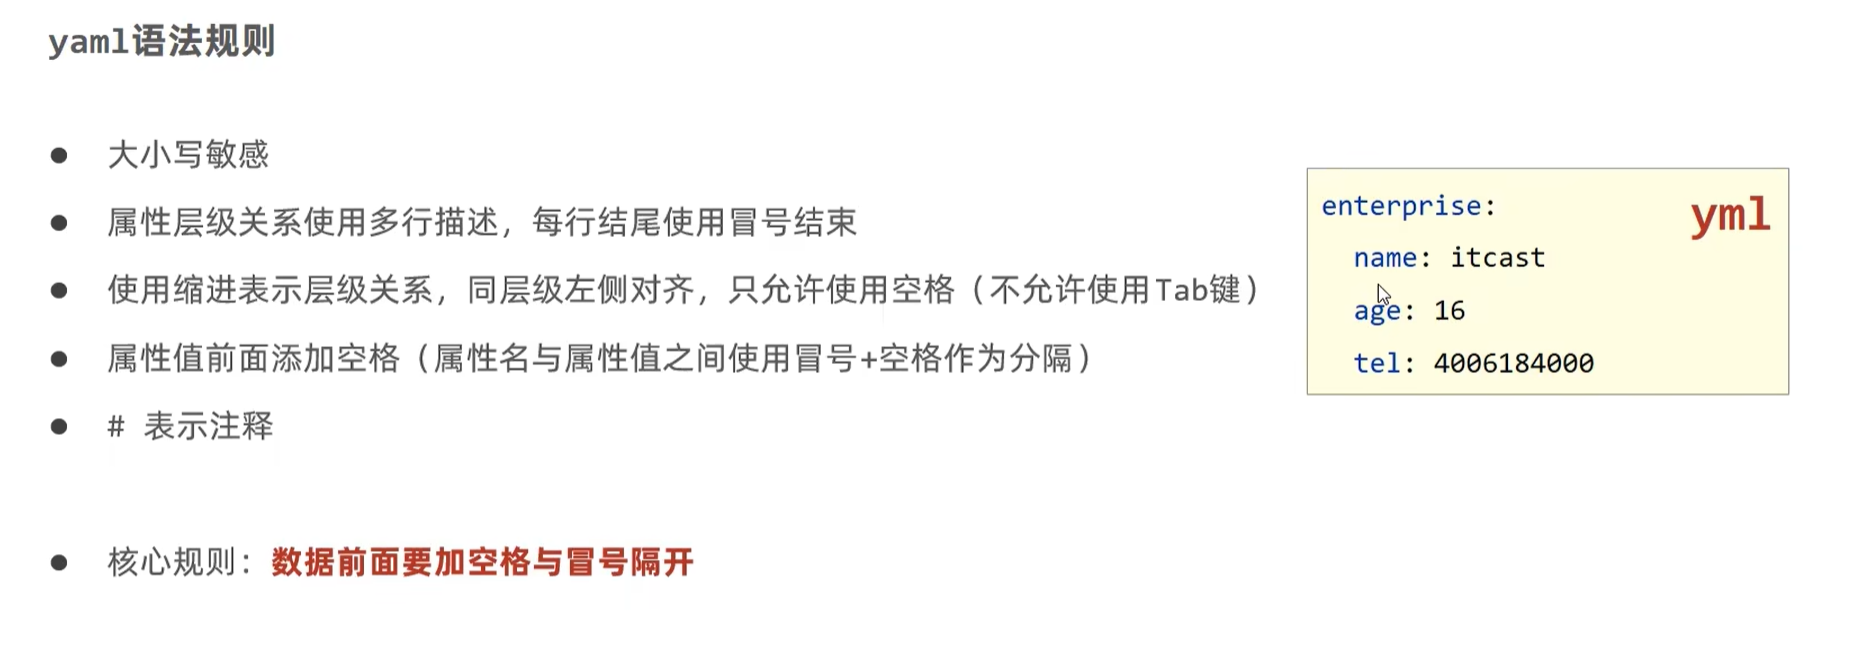 yaml语法规则
● 大小写敏感
● 属性层级关系使用多行描述，每行结尾使用冒号结束
● 使用缩进表示层级关系，同层级左侧对齐，只允许使用空格（不允许使用Tab键）
● 属性值前面添加空格（属性名与属性值之间使用冒号+空格作为分隔）
● # 表示注释
● 核心规则：数据前面要加空格与冒号隔开
yml
enterprise:
  name: itcast
  age: 16
  tel: 4006184000